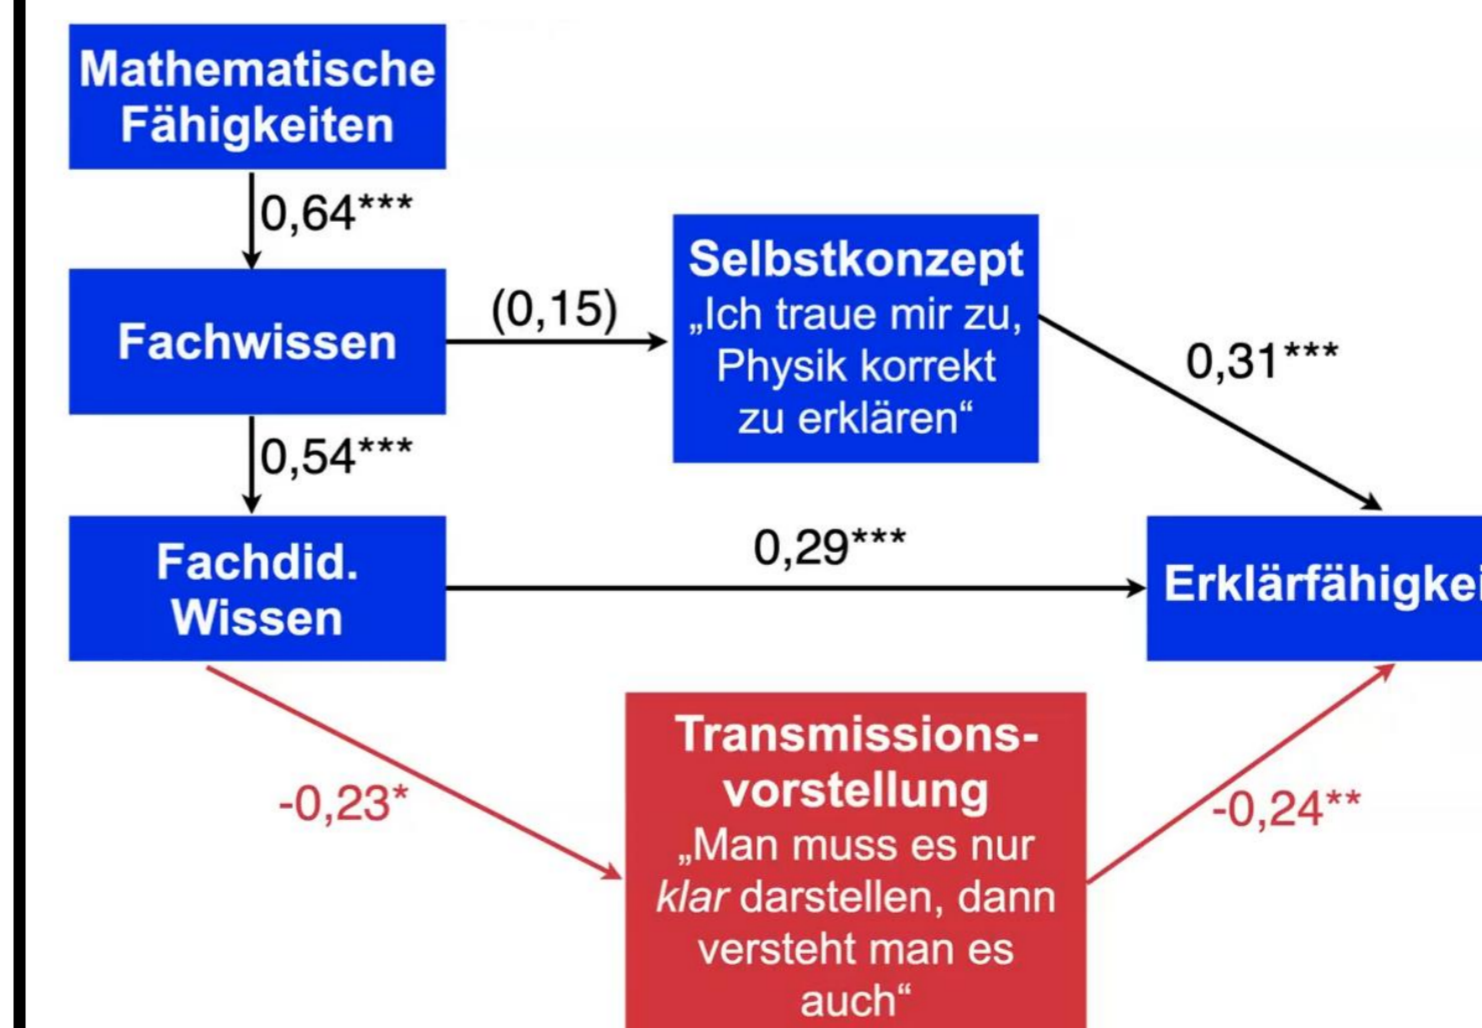 Mathematische
Fähigkeiten
0,64***
Fachwissen
(0,15)
Selbstkonzept
„Ich traue mir zu,
Physik korrekt
zu erklären“
0,31***
0,54***
Fachdid.
Wissen
0,29***
Erklärfähigkei
-0,23*
Transmissions-
vorstellung
„Man muss es nur
klar darstellen, dann
versteht man es
auch“
-0,24**